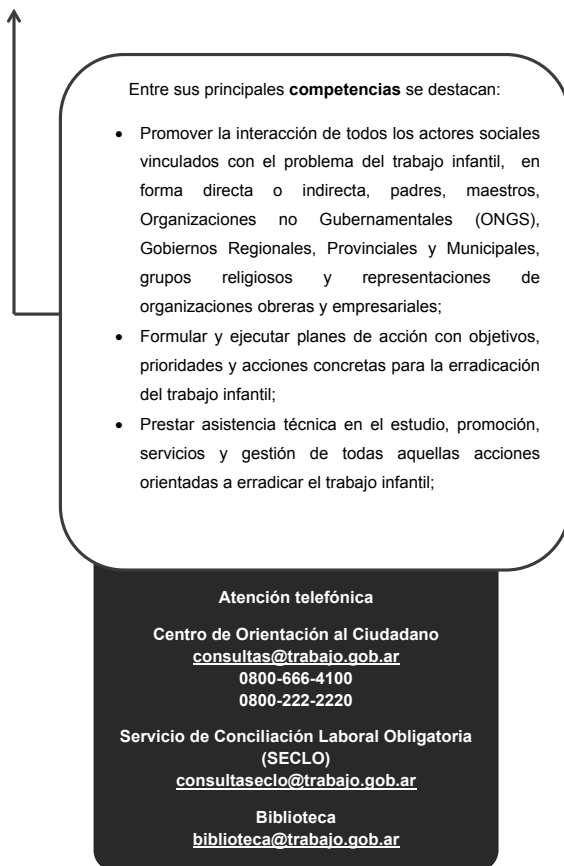 Entre sus principales competencias se destacan:
• Promover la interacción de todos los actores sociales
vinculados con el problema del trabajo infantil, en
forma directa o indirecta, padres, maestros,
Organizaciones no Gubernamentales (ONGS),
Gobiernos Regionales, Provinciales y Municipales,
grupos religiosos y representaciones de
organizaciones obreras y empresariales;
• Formular y ejecutar planes de acción con objetivos,
prioridades y acciones concretas para la erradicación
del trabajo infantil;
• Prestar asistencia técnica en el estudio, promoción,
servicios y gestión de todas aquellas acciones
orientadas a erradicar el trabajo infantil;
Atención telefónica
Centro de Orientación al Ciudadano
consultas@trabajo.gob.ar
0800-666-4100
0800-222-2220
Servicio de Conciliación Laboral Obligatoria
(SECLO)
consultaseclo@trabajo.gob.ar
Biblioteca
biblioteca@trabajo.gob.ar